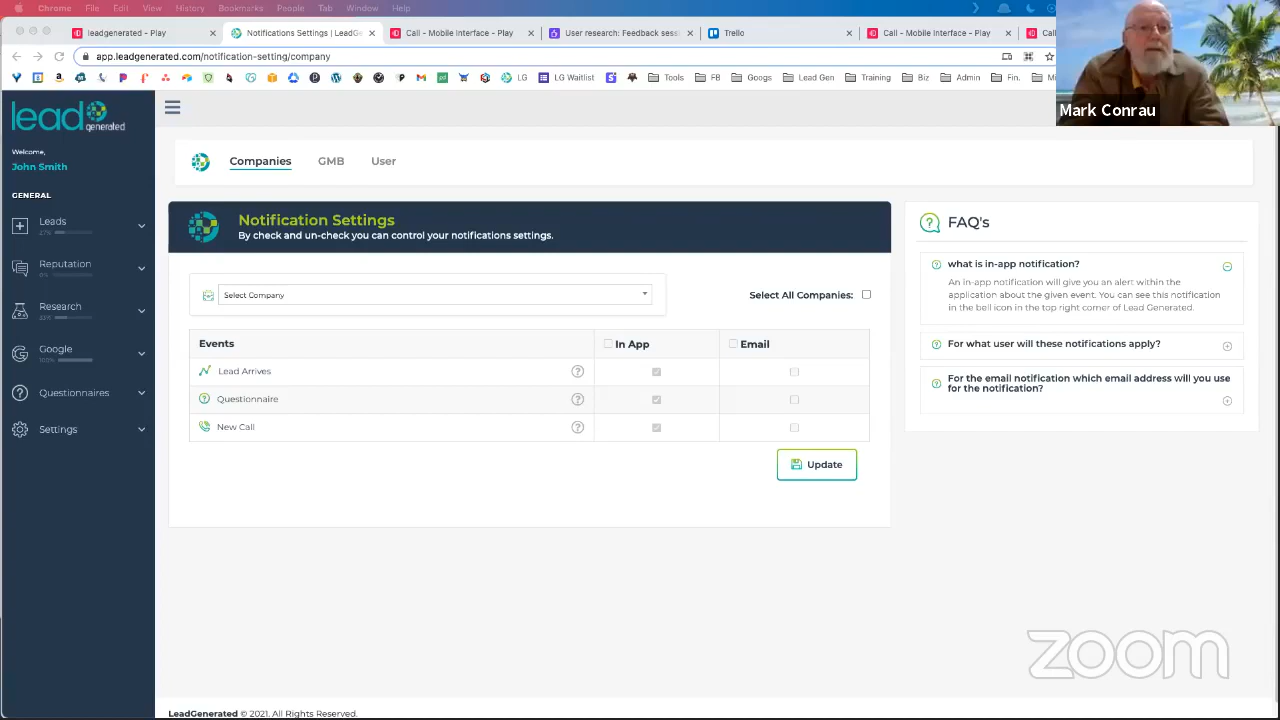 Chrome File Edit View History Bookmarks People Tab Window Help
leadgenerated - Play
Notifications Settings | LeadGe
Call - Mobile Interface - Play
User research: Feedback sessi
Trello
Call - Mobile Interface - Play
Call
app.leadgenerated.com/notification-setting/company
LG LG Waitlist Tools FB Googs Lead Gen Training Biz Admin Fin.
Mark Conrau
lead
generated
Welcome,
John Smith
GENERAL
Leads
27%
Reputation
0%
Research
Google
100%
Questionnaires
Settings
Companies GMB User
Notification Settings
By check and un-check you can control your notifications settings.
Select Company
Select All Companies:
Events In App Email
Lead Arrives
Questionnaire
New Call
Update
FAQ's
what is in-app notification?
An in-app notification will give you an alert within the
application about the given event. You can see this notification
in the bell icon in the top right corner of Lead Generated.
For what user will these notifications apply?
For the email notification which email address will you use
for the notification?
zoom
LeadGenerated © 2021. All Rights Reserved.